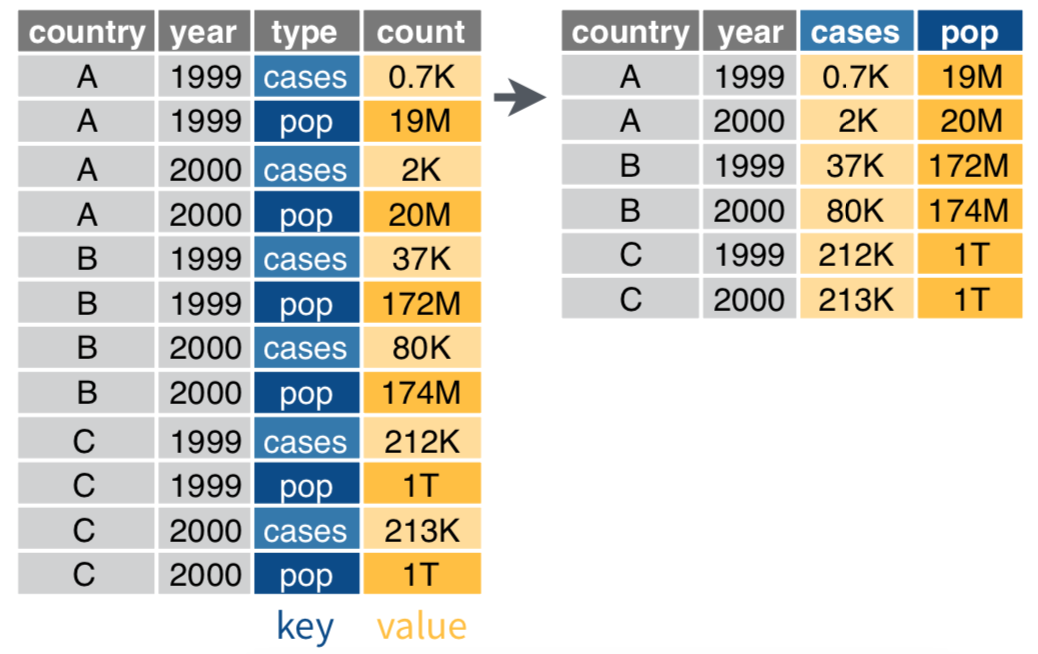 country year type count
A 1999 cases 0.7K
A 1999 pop 19M
A 2000 cases 2K
A 2000 pop 20M
B 1999 cases 37K
B 1999 pop 172M
B 2000 cases 80K
B 2000 pop 174M
C 1999 cases 212K
C 1999 pop 1T
C 2000 cases 213K
C 2000 pop 1T
key value
country year cases pop
A 1999 0.7K 19M
A 2000 2K 20M
B 1999 37K 172M
B 2000 80K 174M
C 1999 212K 1T
C 2000 213K 1T